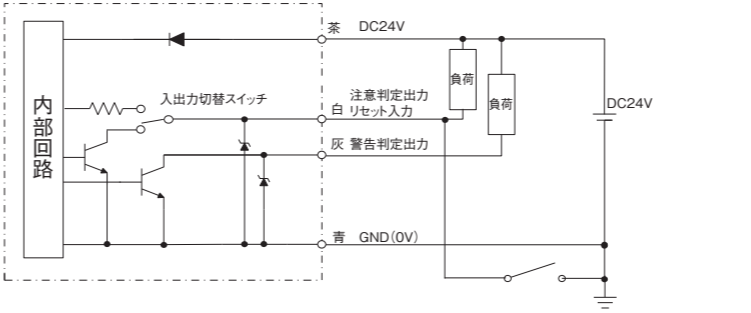 茶 DC24V
内部回路
入出力切替スイッチ
白 注意判定出力
リセット入力
灰 警告判定出力
青 GND(0V)
負荷
負荷
DC24V